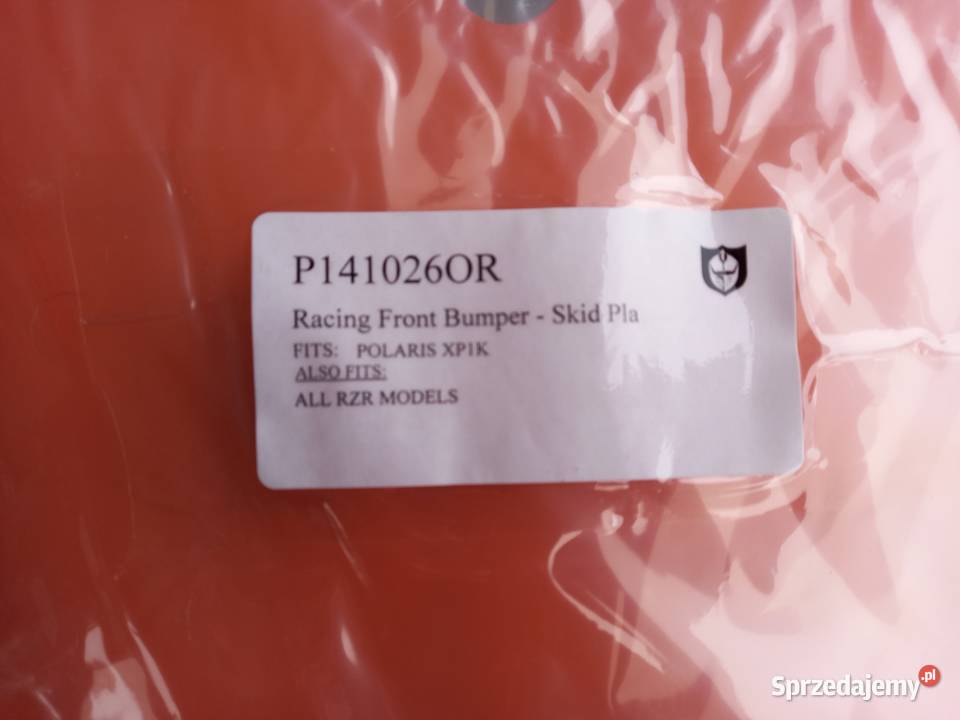 P141026OR
Racing Front Bumper - Skid Pla
FITS: POLARIS XP1K
ALSO FITS:
ALL RZR MODELS
Sprzedajemy.pl